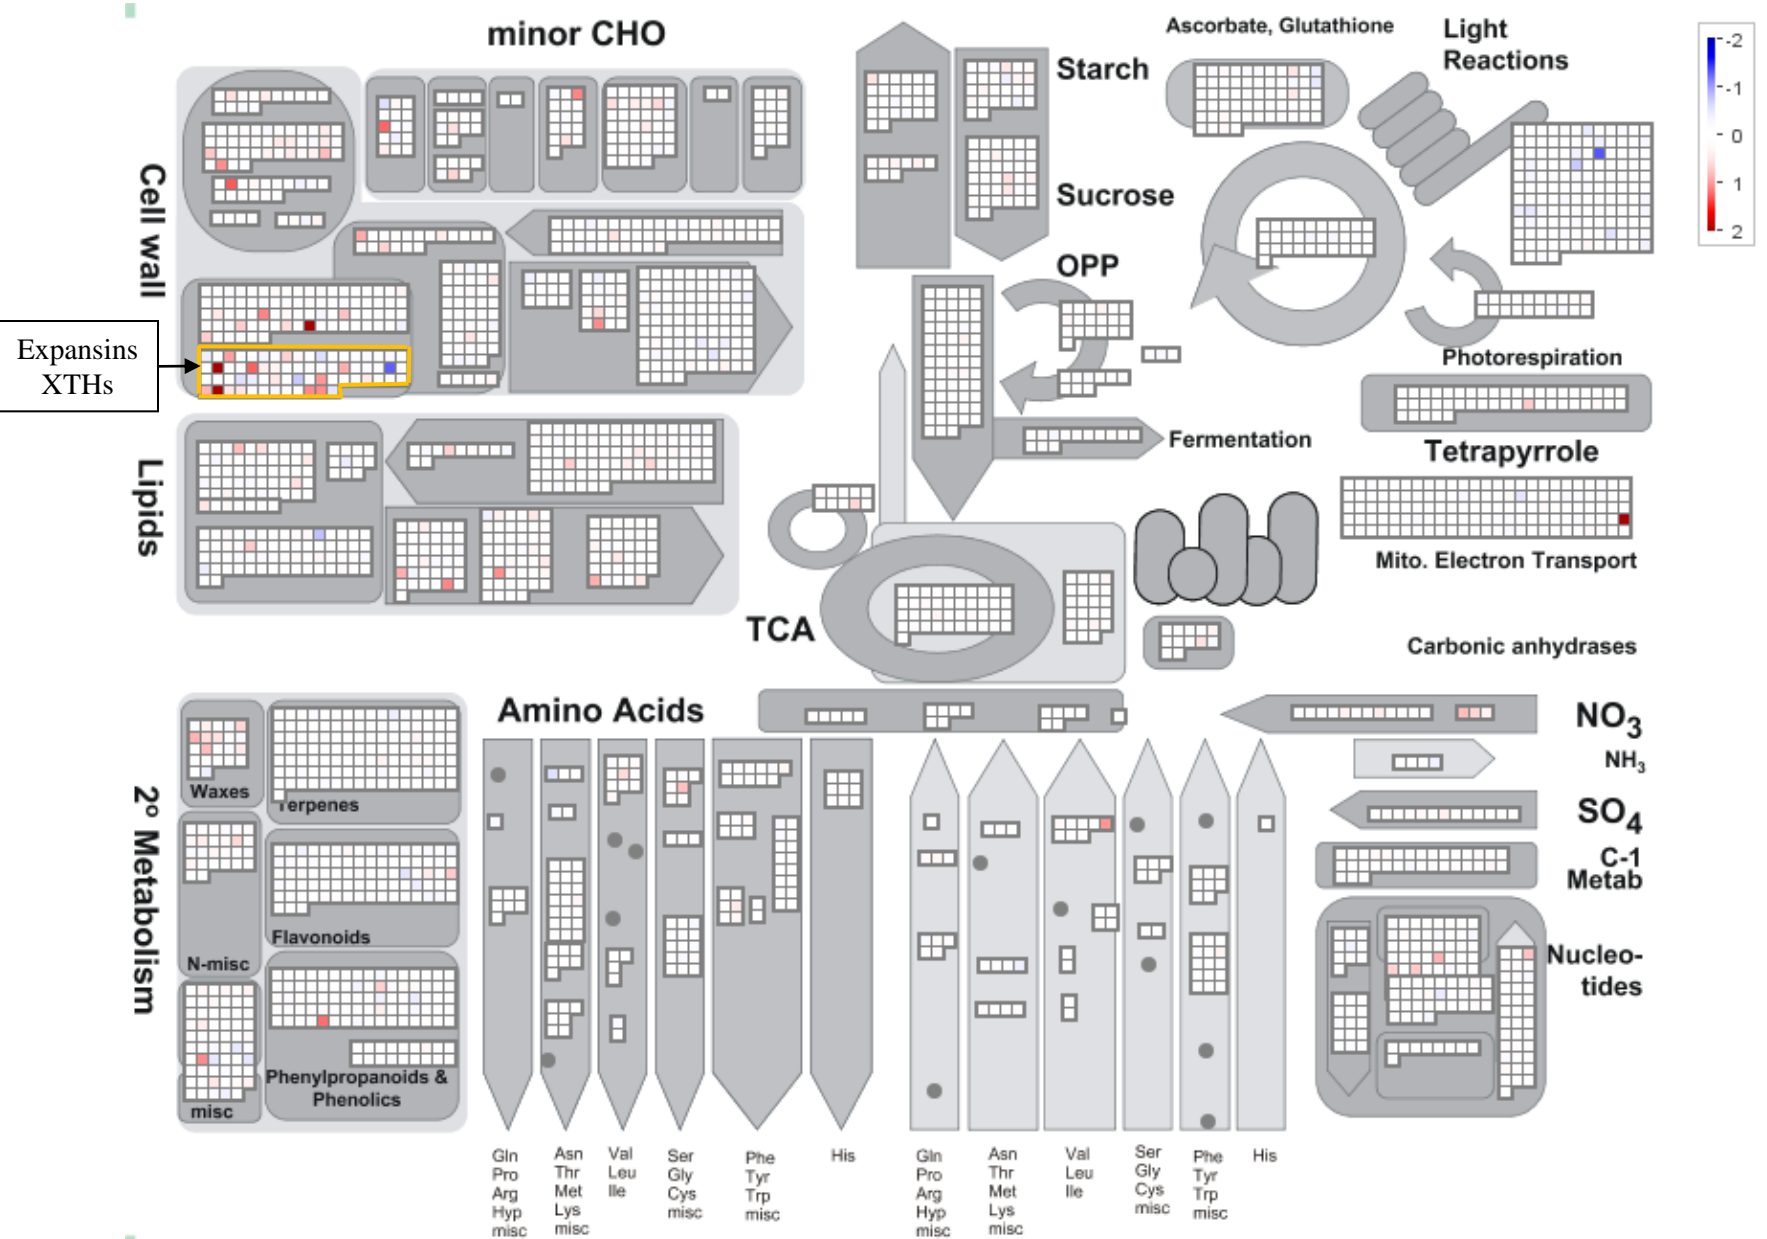 minor CHO
Cell wall
Expansins
XTHs
Lipids
Starch
Sucrose
OPP
Fermentation
TCA
Ascorbate, Glutathione
Light
Reactions
-2
-1
0
1
2
Photorespiration
Tetrapyrrole
Mito. Electron Transport
Carbonic anhydrases
2º Metabolism
Waxes
Terpenes
N-misc
Flavonoids
misc
Phenylpropanoids &
Phenolics
Amino Acids
Gln
Pro
Arg
Hyp
misc
Asn
Thr
Met
Lys
misc
Val
Leu
Ile
Ser
Gly
Cys
misc
Phe
Tyr
Trp
misc
His
Gln
Pro
Arg
Hyp
misc
Asn
Thr
Met
Lys
misc
Val
Leu
Ile
Ser
Gly
Cys
misc
Phe
Tyr
Trp
misc
His
NO3
NH3
SO4
C-1
Metab
Nucleo-
tides